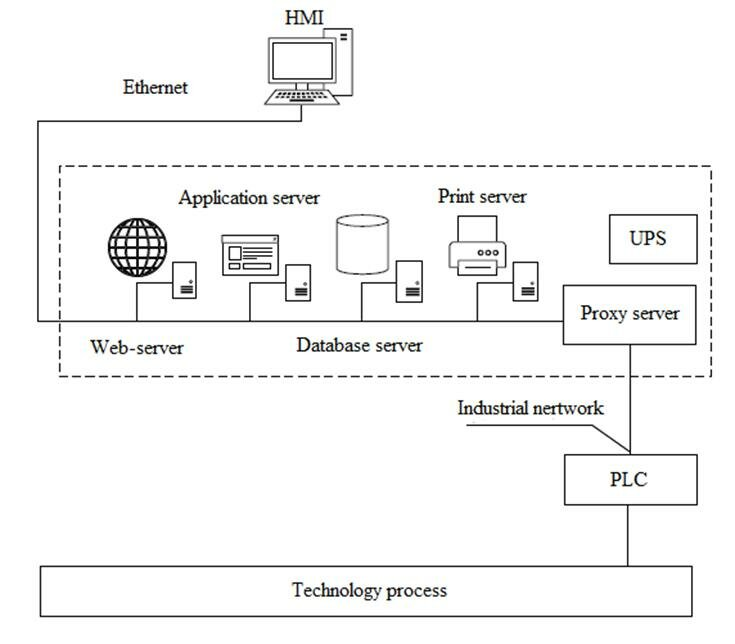 HMI
Ethernet
Application server
Print server
UPS
Proxy server
Web-server
Database server
Industrial nertwork
PLC
Technology process